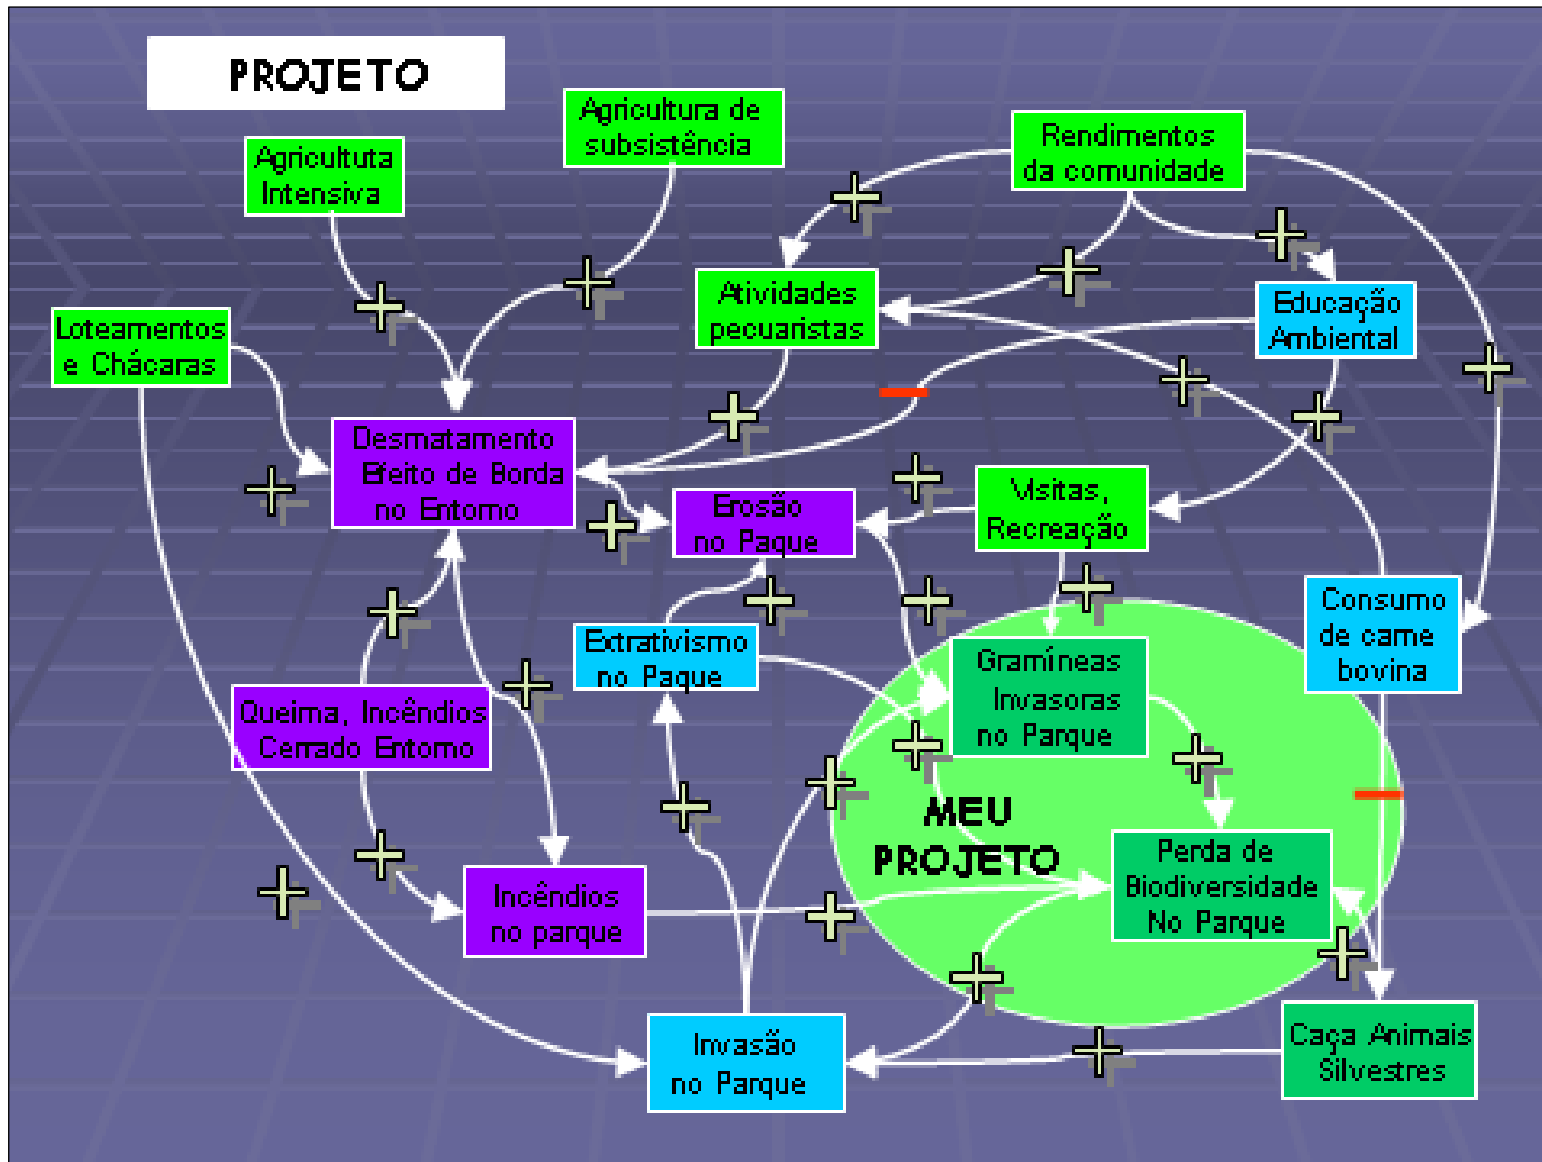 PROJETO
Agricultura de
subsistência
Agricututa
Intensiva
Rendimentos
da comunidade
Atividades
pecuaristas
Educação
Ambiental
Loteamentos
e Chácaras
Desmatamento
Efeito de Borda
no Entorno
Erosão
no Paque
Visitas,
Recreação
Consumo
de carne
bovina
Extrativismo
no Paque
Gramíneas
Invasoras
no Parque
Queima, Incêndios
Cerrado Entorno
MEU
PROJETO
Perda de
Biodiversidade
No Parque
Incêndios
no parque
Invasão
no Parque
Caça Animais
Silvestres